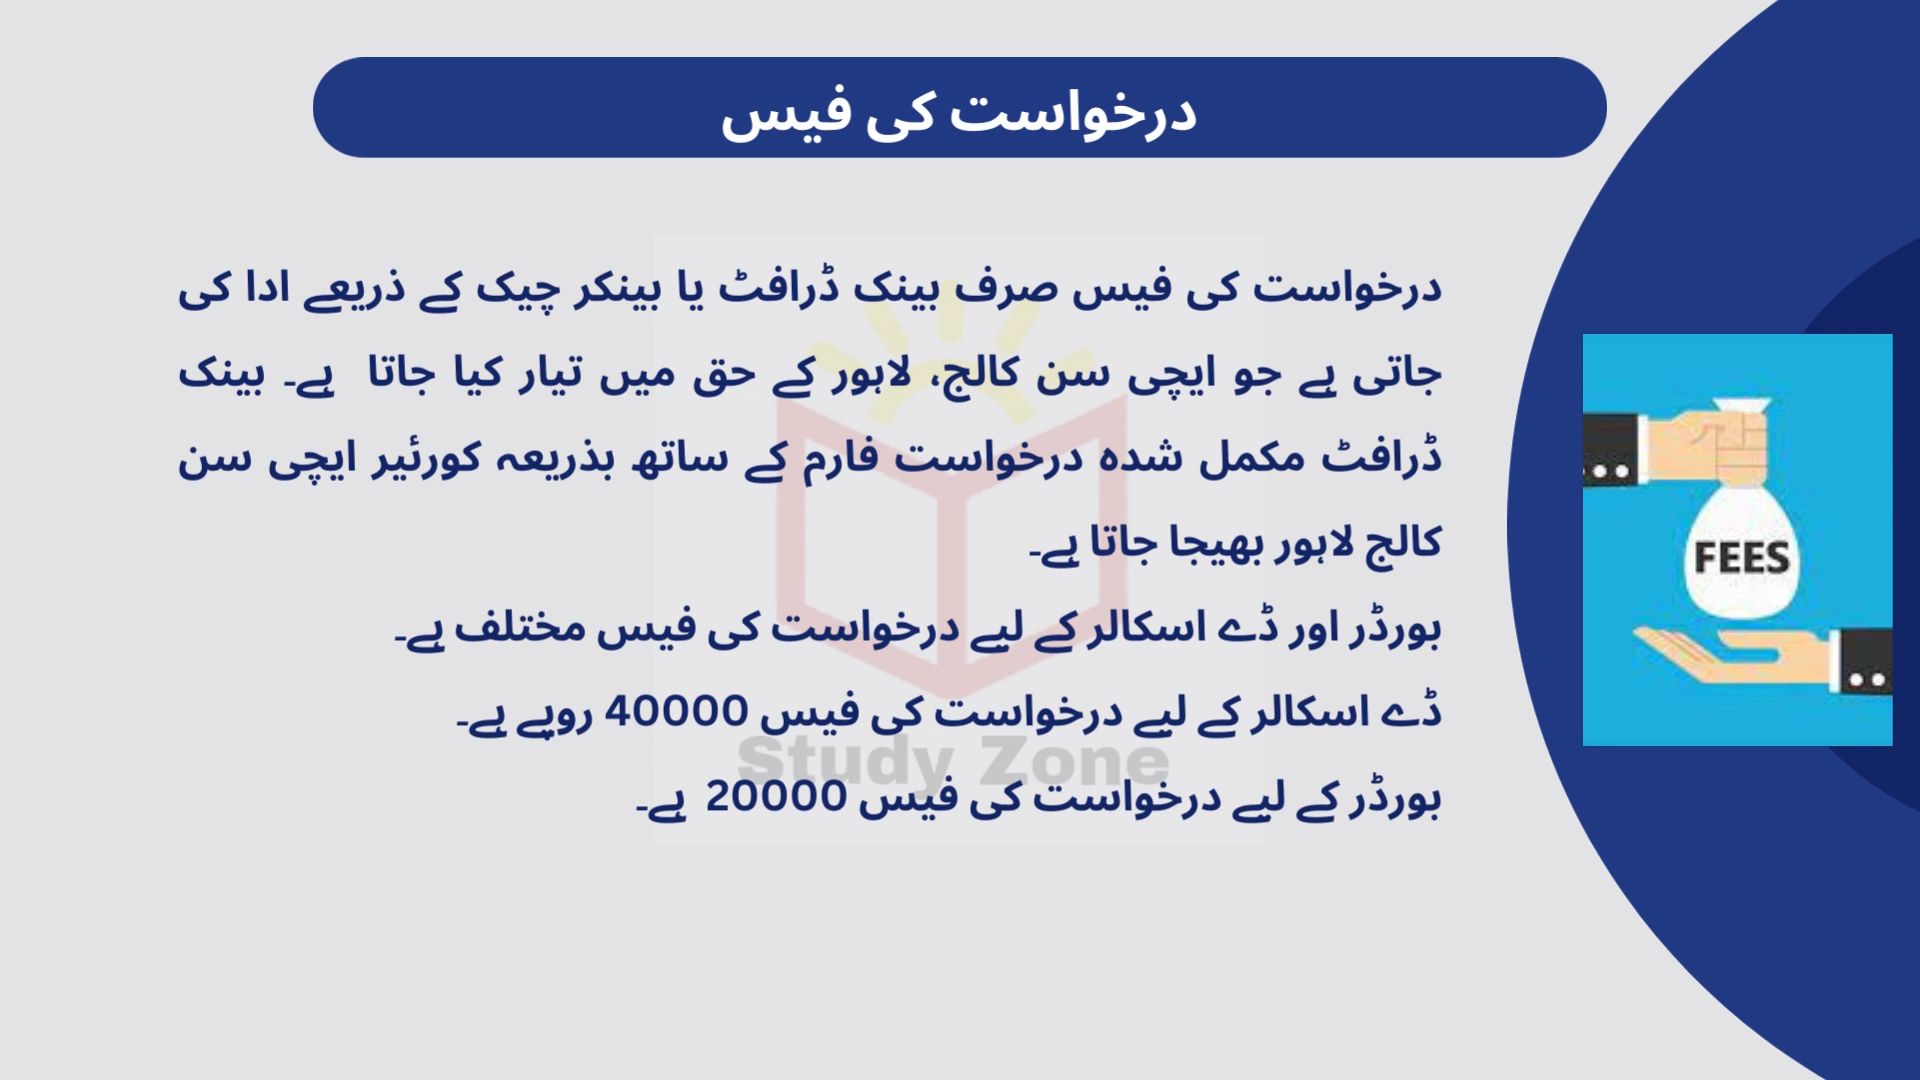 درخواست کی فیس
درخواست کی فیس صرف بینک ڈرافٹ یا بینکر چیک کے ذریعے ادا کی
جاتی ہے جو ایچی سن کالج، لاہور کے حق میں تیار کیا جاتا ہے۔ بینک
ڈرافٹ مکمل شدہ درخواست فارم کے ساتھ بذریعہ کورئیر ایچی سن
کالج لاہور بھیجا جاتا ہے۔
بورڈر اور ڈے اسکالر کے لیے درخواست کی فیس مختلف ہے۔
ڈے اسکالر کے لیے درخواست کی فیس 40000 روپے ہے۔
بورڈر کے لیے درخواست کی فیس 20000 ہے۔
Study Zone
FEES